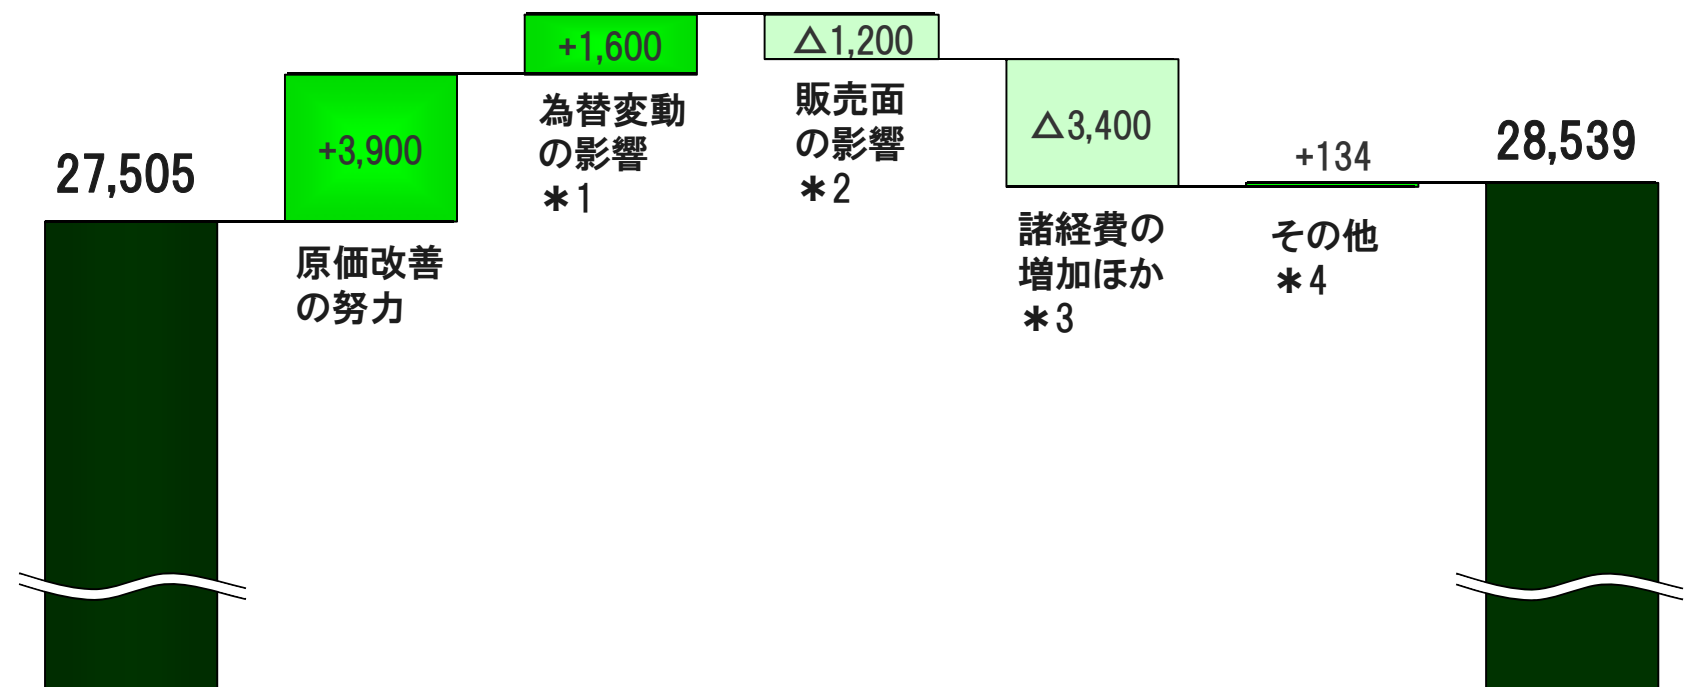 27,505
+3,900
原価改善
の努力
+1,600
為替変動
の影響
*1
△1,200
販売面
の影響
*2
△3,400
諸経費の
増加ほか
*3
+134
その他
*4
28,539